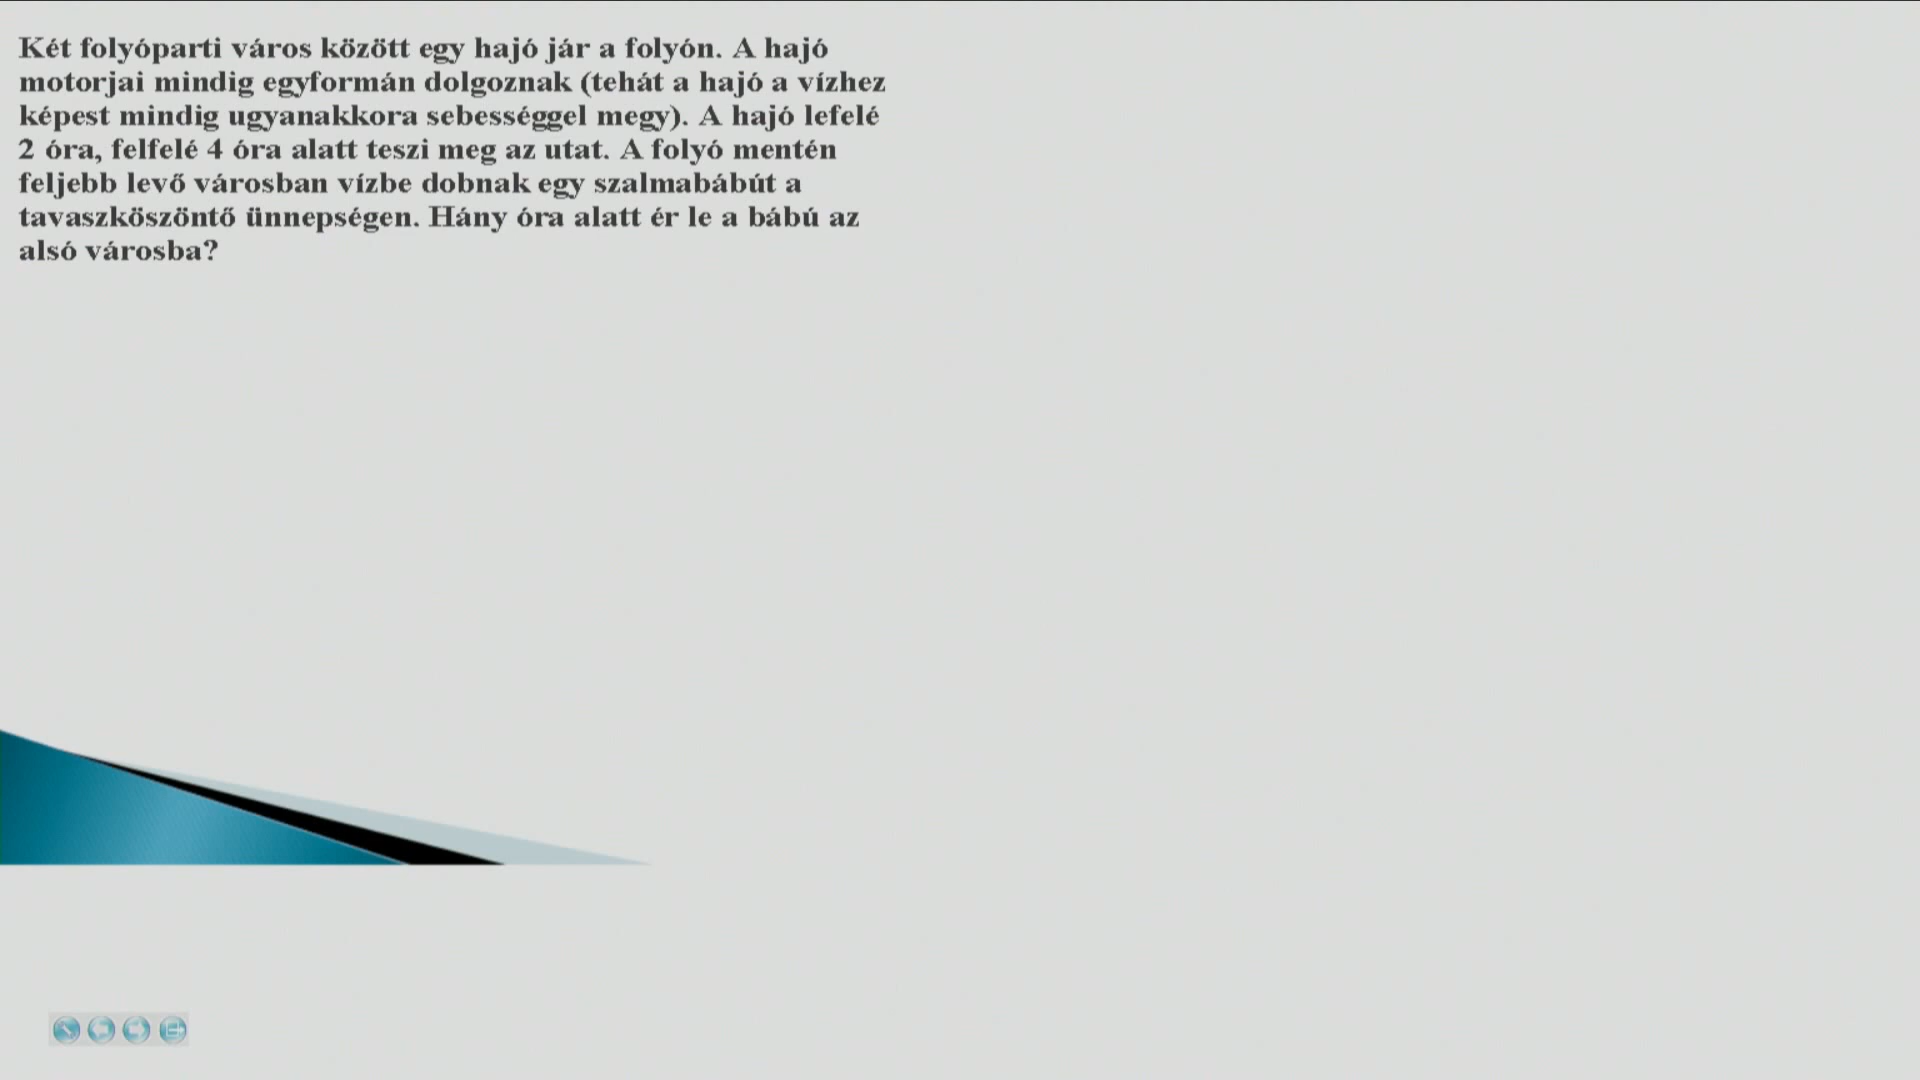 Két folyóparti város között egy hajó jár a folyón. A hajó
motorjai mindig egyformán dolgoznak (tehát a hajó a vízhez
képest mindig ugyanakkora sebességgel megy). A hajó lefelé
2 óra, felfelé 4 óra alatt teszi meg az utat. A folyó mentén
feljebb levő városban vízbe dobnak egy szalmabábút a
tavaszköszöntő ünnepségen. Hány óra alatt ér le a bábú az
alsó városba?